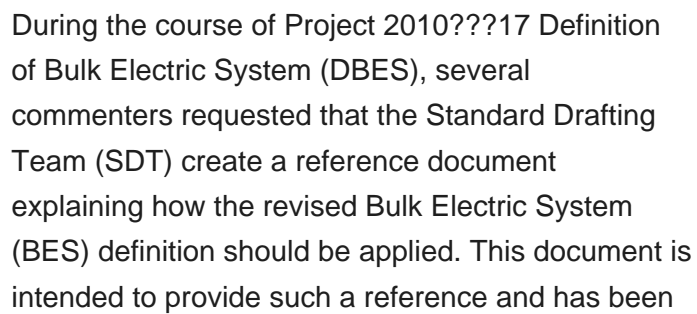 During the course of Project 2010???17 Definition
of Bulk Electric System (DBES), several
commenters requested that the Standard Drafting
Team (SDT) create a reference document
explaining how the revised Bulk Electric System
(BES) definition should be applied. This document is
intended to provide such a reference and has been